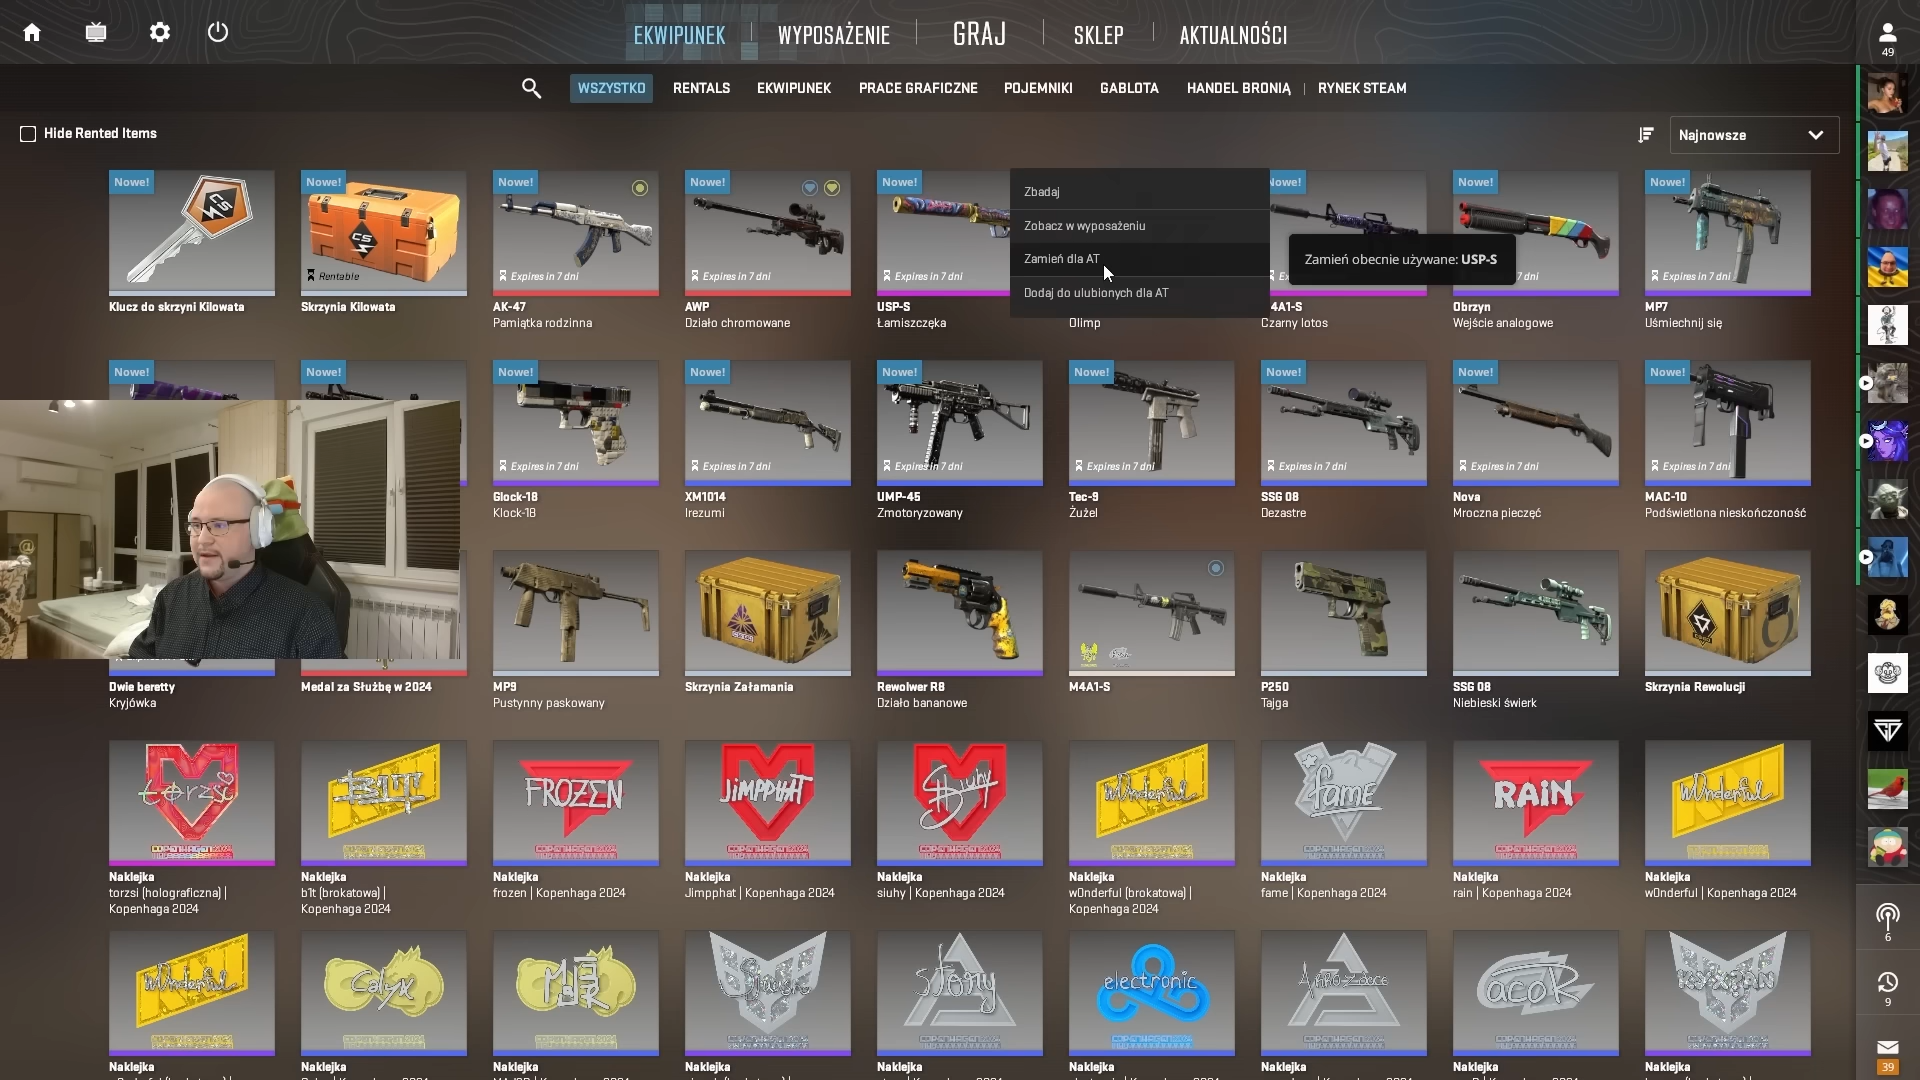 EKWIPUNEK
WYPOSAŻENIE
GRAJ
SKLEP
AKTUALNOŚCI
49
WSZYSTKO
RENTALS
EKWIPUNEK
PRACE GRAFICZNE
POJEMNIKI
GABLOTA
HANDEL BRONIĄ
RYNEK STEAM
Hide Rented Items
Najnowsze
Nowe!
Nowe!
Nowe!
Nowe!
Nowe!
Nowe!
Nowe!
Nowe!
Rentable
Expires in 7 dni
Expires in 7 dni
Expires in 7 dni
Expires in 7 dni
Expires in 7 dni
Expires in 7 dni
Zbadaj
Zobacz w wyposażeniu
Zamień dla AT
Dodaj do ulubionych dla AT
Zamień obecnie używane: USP-S
Klucz do skrzyni Kilowata
Skrzynia Kilowata
AK-47
Pamiątka rodzinna
AWP
Działo chromowane
USP-S
Łamiszczęka
Olimp
M4A1-S
Czarny lotos
Obrzyn
Wejście analogowe
MP7
Uśmiechnij się
Nowe!
Nowe!
Nowe!
Nowe!
Nowe!
Nowe!
Nowe!
Nowe!
Nowe!
Expires in 7 dni
Expires in 7 dni
Expires in 7 dni
Expires in 7 dni
Expires in 7 dni
Expires in 7 dni
Expires in 7 dni
Glock-18
Klock-18
XM1014
Irezumi
UMP-45
Zmotoryzowany
Tec-9
Żużel
SSG 08
Dezastre
Nova
Mroczna pieczęć
MAC-10
Podświetlona nieskończoność
Dwie beretty
Kryjówka
Medal za Służbę w 2024
MP9
Pustynny paskowany
Skrzynia Załamania
Rewolwer R8
Działo bananowe
M4A1-S
P250
Tajga
SSG 08
Niebieski świerk
Skrzynia Rewolucji
torzsi
B1T
FROZEN
JimPPHAT
Siuhy
w0nderful
fame
RAiN
w0nderful
Naklejka
torzsi (holograficzna) |
Kopenhaga 2024
Naklejka
b1t (brokatowa) |
Kopenhaga 2024
Naklejka
frozen | Kopenhaga 2024
Naklejka
Jimpphat | Kopenhaga 2024
Naklejka
siuhy | Kopenhaga 2024
Naklejka
w0nderful (brokatowa) |
Kopenhaga 2024
Naklejka
fame | Kopenhaga 2024
Naklejka
rain | Kopenhaga 2024
Naklejka
w0nderful | Kopenhaga 2024
w0nderful
Calyx
story
electronic
acoR
Naklejka
Naklejka
Naklejka
Naklejka
Naklejka
Naklejka
Naklejka
Naklejka
Naklejka
6
9
39